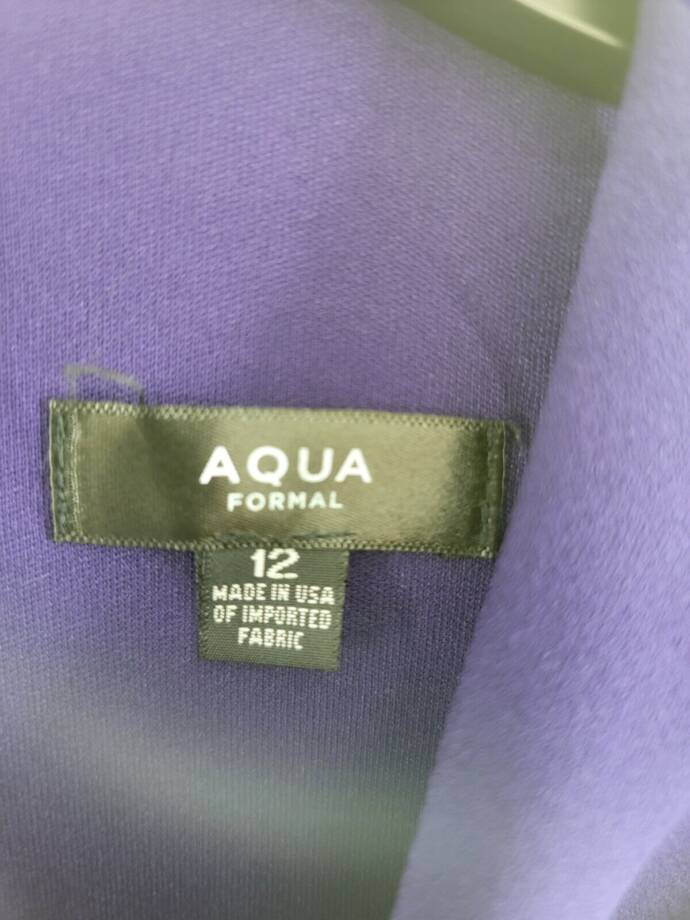 AQUA
FORMAL
12
MADE IN USA
OF IMPORTED
FABRIC